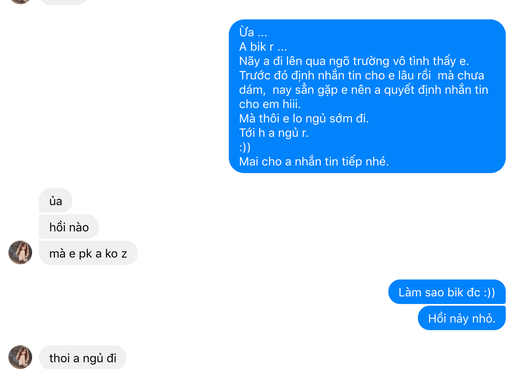 Ừa ...
A bik r ...
Nãy a đi lên qua ngõ trường vô tình thấy e.
Trước đó định nhắn tin cho e lâu rồi  mà chưa
dám,  nay sẳn gặp e nên a quyết định nhắn tin
cho em hiii.
Mà thôi e lo ngủ sớm đi.
Tới h a ngủ r.
:))
Mai cho a nhắn tin tiếp nhé.
ủa
hồi nào
mà e pk a ko z
Làm sao bik đc :))
Hồi nảy nhỏ.
thoi a ngủ đi